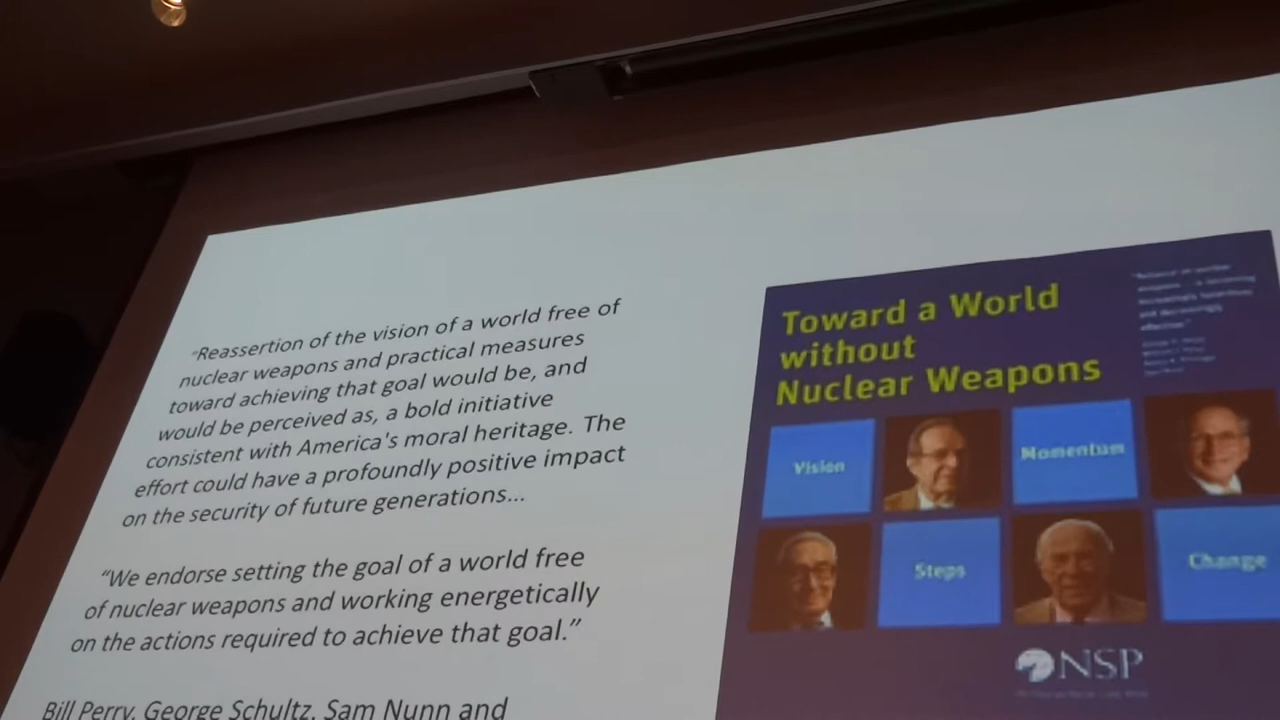 "Reassertion of the vision of a world free of
nuclear weapons and practical measures
toward achieving that goal would be, and
would be perceived as, a bold initiative
consistent with America's moral heritage. The
effort could have a profoundly positive impact
on the security of future generations...
"We endorse setting the goal of a world free
of nuclear weapons and working energetically
on the actions required to achieve that goal."
Bill Perry, George Schultz, Sam Nunn and
Toward a World
without
Nuclear Weapons
Vision
Momentum
Steps
Change
NSP